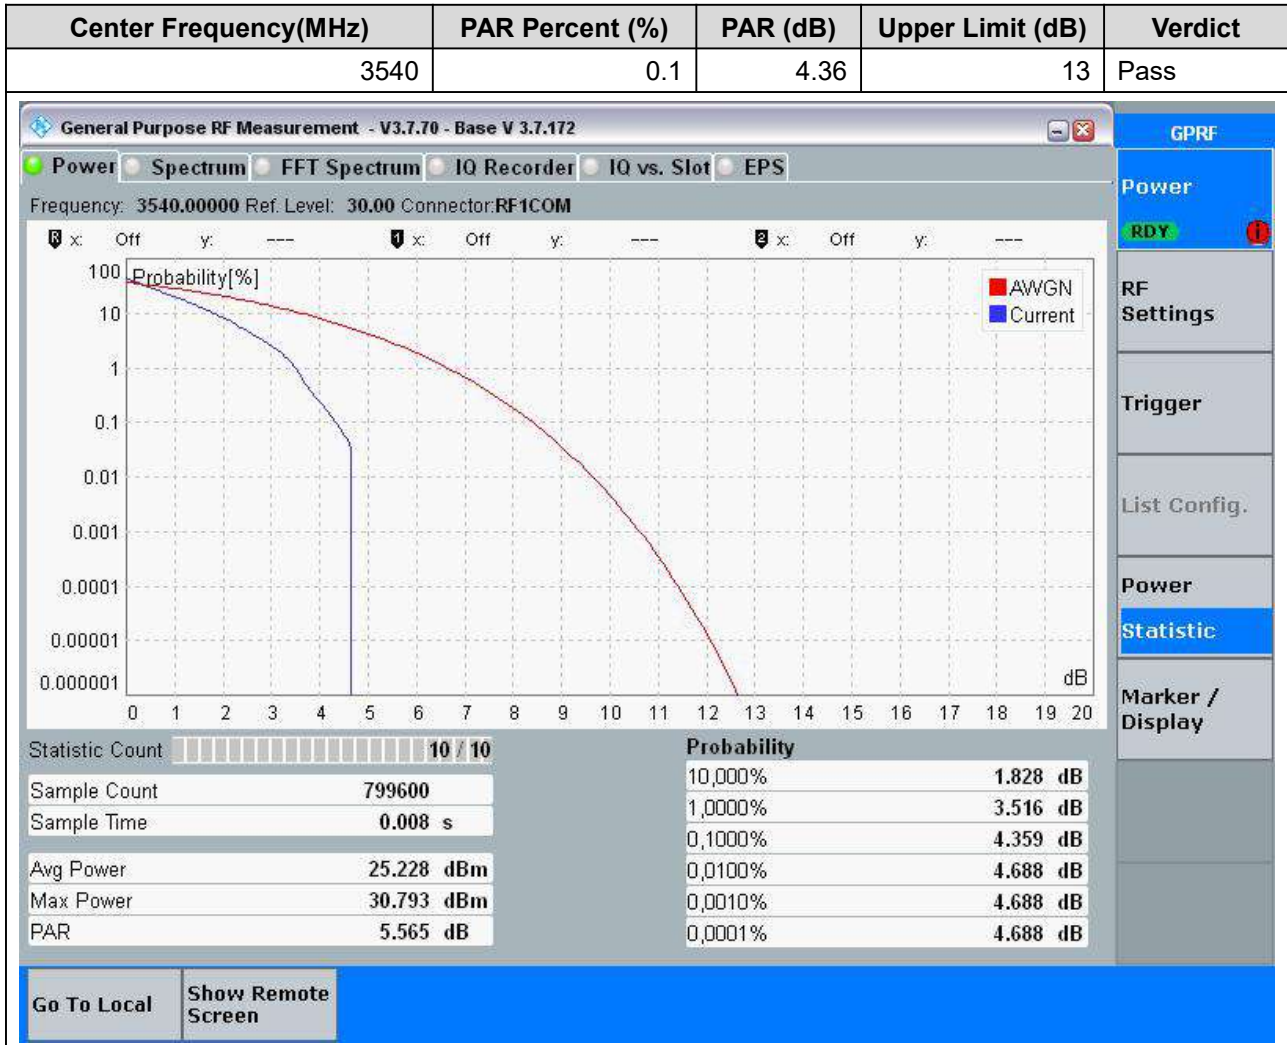 Center Frequency(MHz) PAR Percent (%) PAR (dB) Upper Limit (dB) Verdict
3540 0.1 4.36 13 Pass
General Purpose RF Measurement - V3.7.70 - Base V 3.7.172
GPRF
Power Spectrum FFT Spectrum IQ Recorder IQ vs. Slot EPS
Frequency: 3540.00000 Ref. Level: 30.00 Connector:RF1COM
R x: Off y: --- 1 x: Off y: --- 2 x: Off y: ---
Probability[%]
AWGN
Current
100
10
1
0.1
0.01
0.001
0.0001
0.00001
0.000001
dB
0 1 2 3 4 5 6 7 8 9 10 11 12 13 14 15 16 17 18 19 20
Statistic Count 10 / 10
Sample Count 799600
Sample Time 0.008 s
Avg Power 25.228 dBm
Max Power 30.793 dBm
PAR 5.565 dB
Probability
10,000% 1.828 dB
1,0000% 3.516 dB
0,1000% 4.359 dB
0,0100% 4.688 dB
0,0010% 4.688 dB
0,0001% 4.688 dB
Power
RDY i
RF
Settings
Trigger
List Config.
Power
Statistic
Marker /
Display
Go To Local
Show Remote
Screen